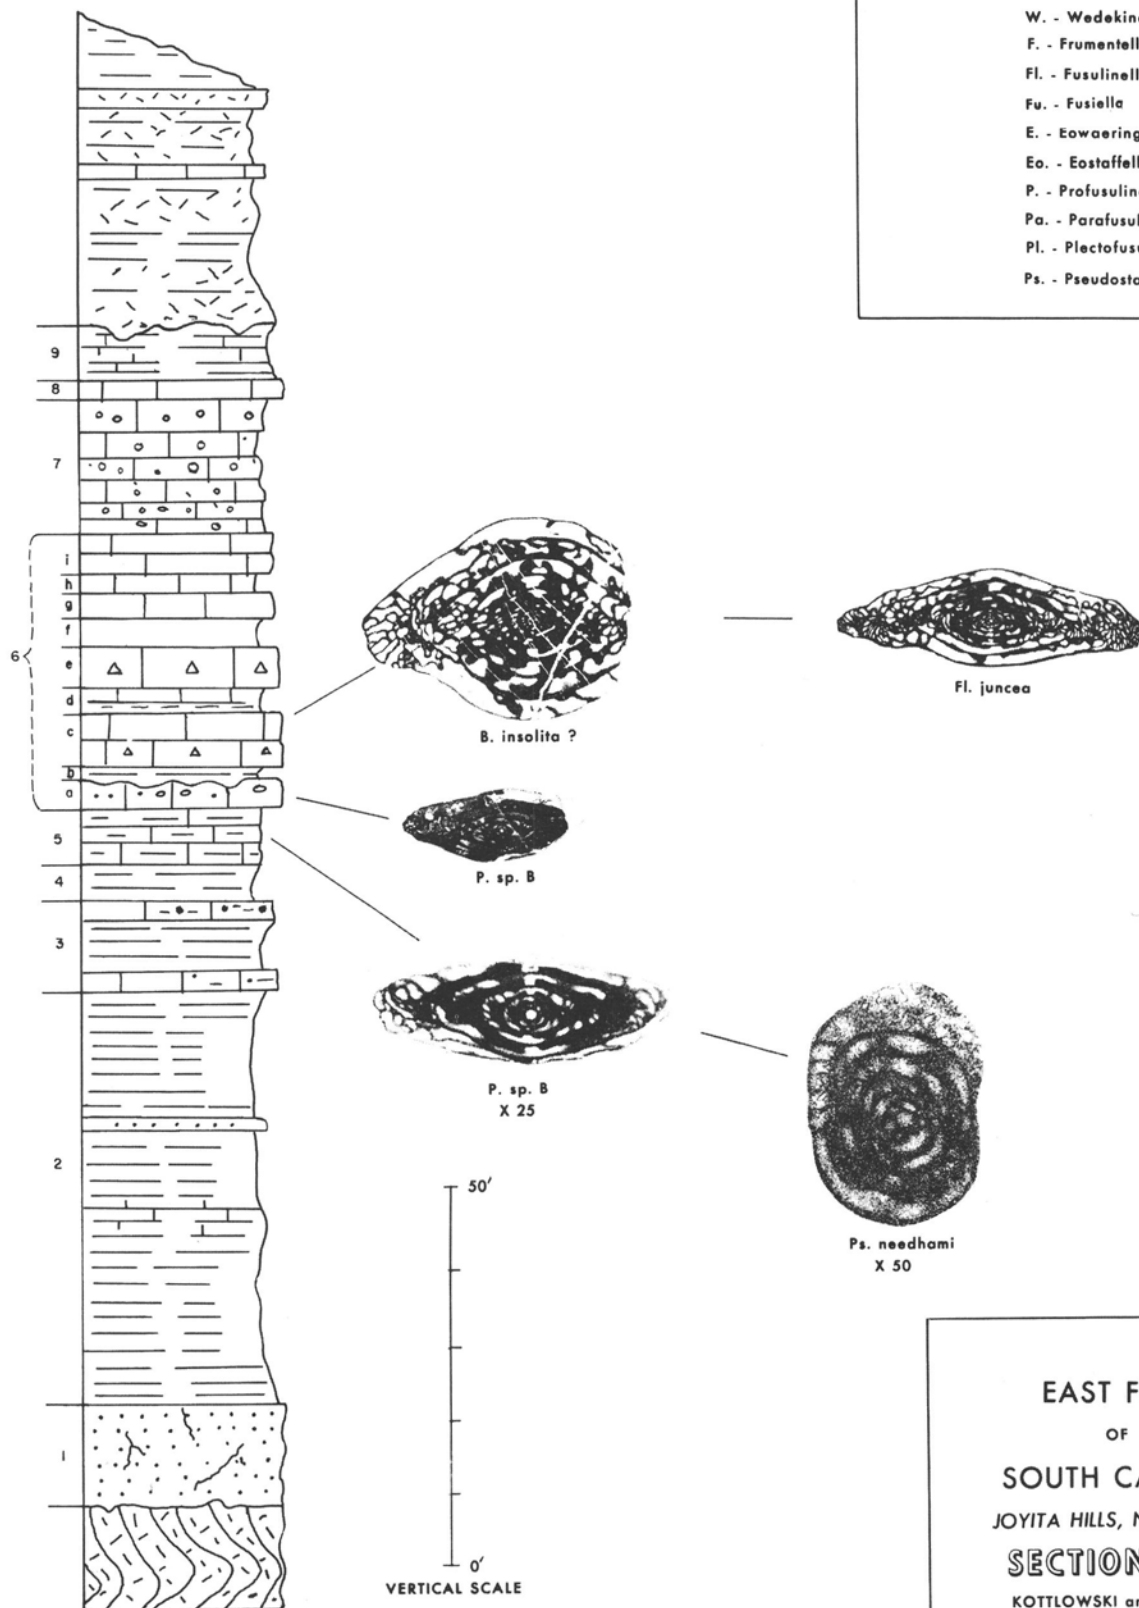 W. - Wedekind
F. - Frumentell
Fl. - Fusulinell
Fu. - Fusiella
E. - Eowaering
Eo. - Eostaffell
P. - Profusulin
Pa. - Parafusul
Pl. - Plectofusu
Ps. - Pseudosta
9
8
7
6
i
h
g
f
e
d
c
b
a
5
4
3
2
1
B. insolita ?
Fl. juncea
P. sp. B
P. sp. B
X 25
Ps. needhami
X 50
50'
0'
VERTICAL SCALE
EAST F
OF
SOUTH CA
JOYITA HILLS, N
SECTION
KOTTLOWSKI an